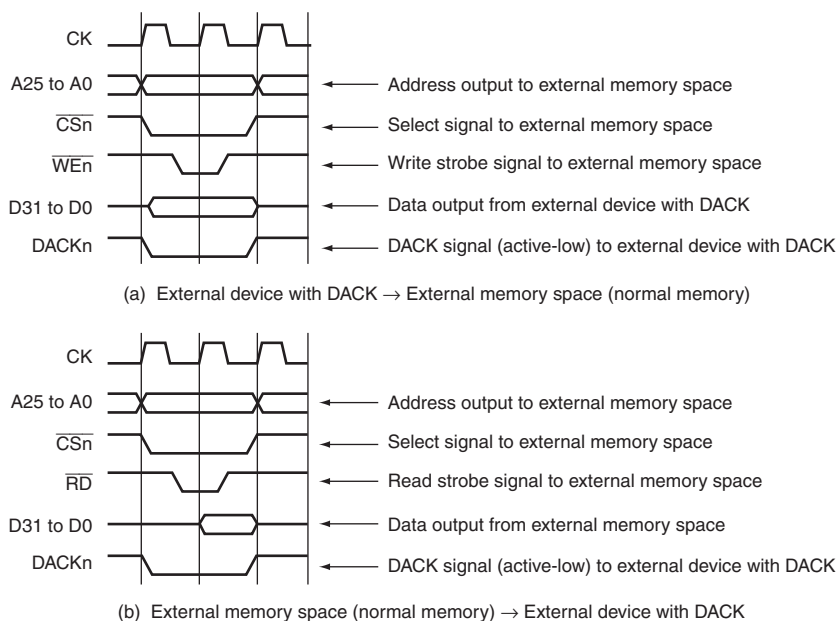 CK
A25 to A0
Address output to external memory space
CSn
Select signal to external memory space
WEn
Write strobe signal to external memory space
D31 to D0
Data output from external device with DACK
DACKn
DACK signal (active-low) to external device with DACK
(a) External device with DACK → External memory space (normal memory)
CK
A25 to A0
Address output to external memory space
CSn
Select signal to external memory space
RD
Read strobe signal to external memory space
D31 to D0
Data output from external memory space
DACKn
DACK signal (active-low) to external device with DACK
(b) External memory space (normal memory) → External device with DACK